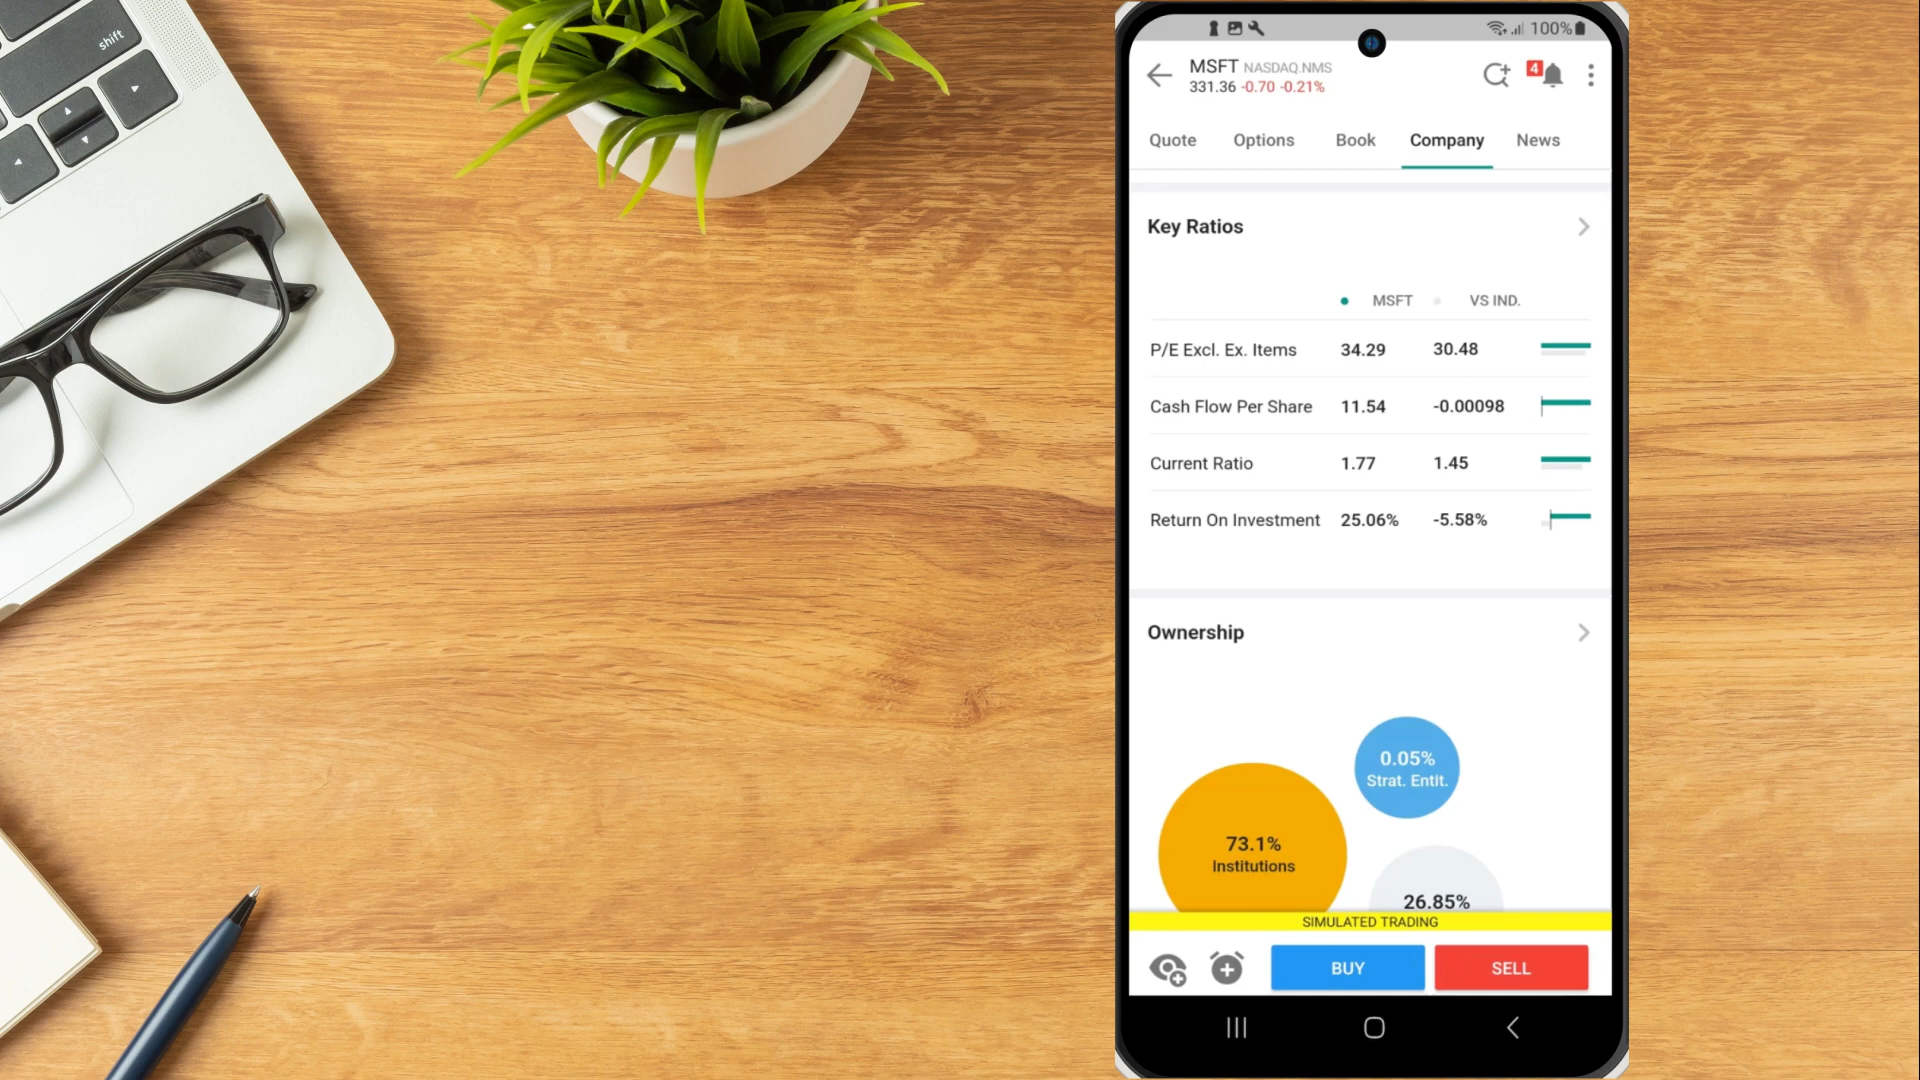 shift
100%
MSFT NASDAQ.NMS
331.36 -0.70 -0.21%
4
Quote Options Book Company News
Key Ratios
MSFT VS IND.
P/E Excl. Ex. Items 34.29 30.48
Cash Flow Per Share 11.54 -0.00098
Current Ratio 1.77 1.45
Return On Investment 25.06% -5.58%
Ownership
0.05%
Strat. Entit.
73.1%
Institutions
26.85%
SIMULATED TRADING
BUY SELL